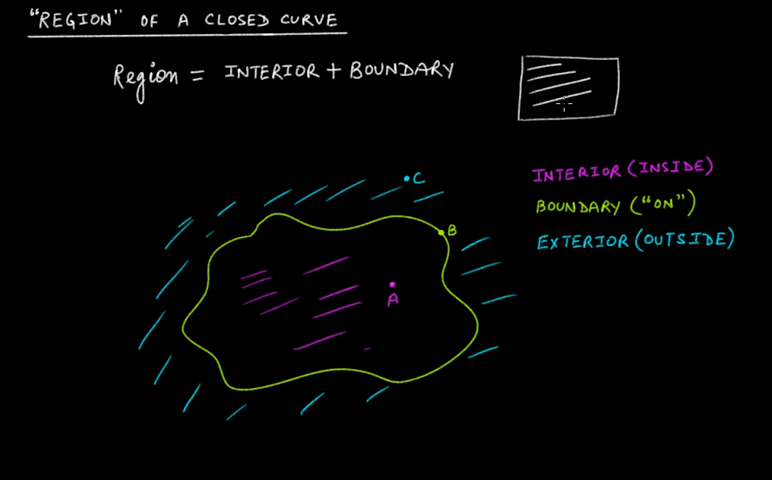 "REGION" OF A CLOSED CURVE
Region = INTERIOR + BOUNDARY
INTERIOR (INSIDE)
BOUNDARY ("ON")
EXTERIOR (OUTSIDE)
C
B
A